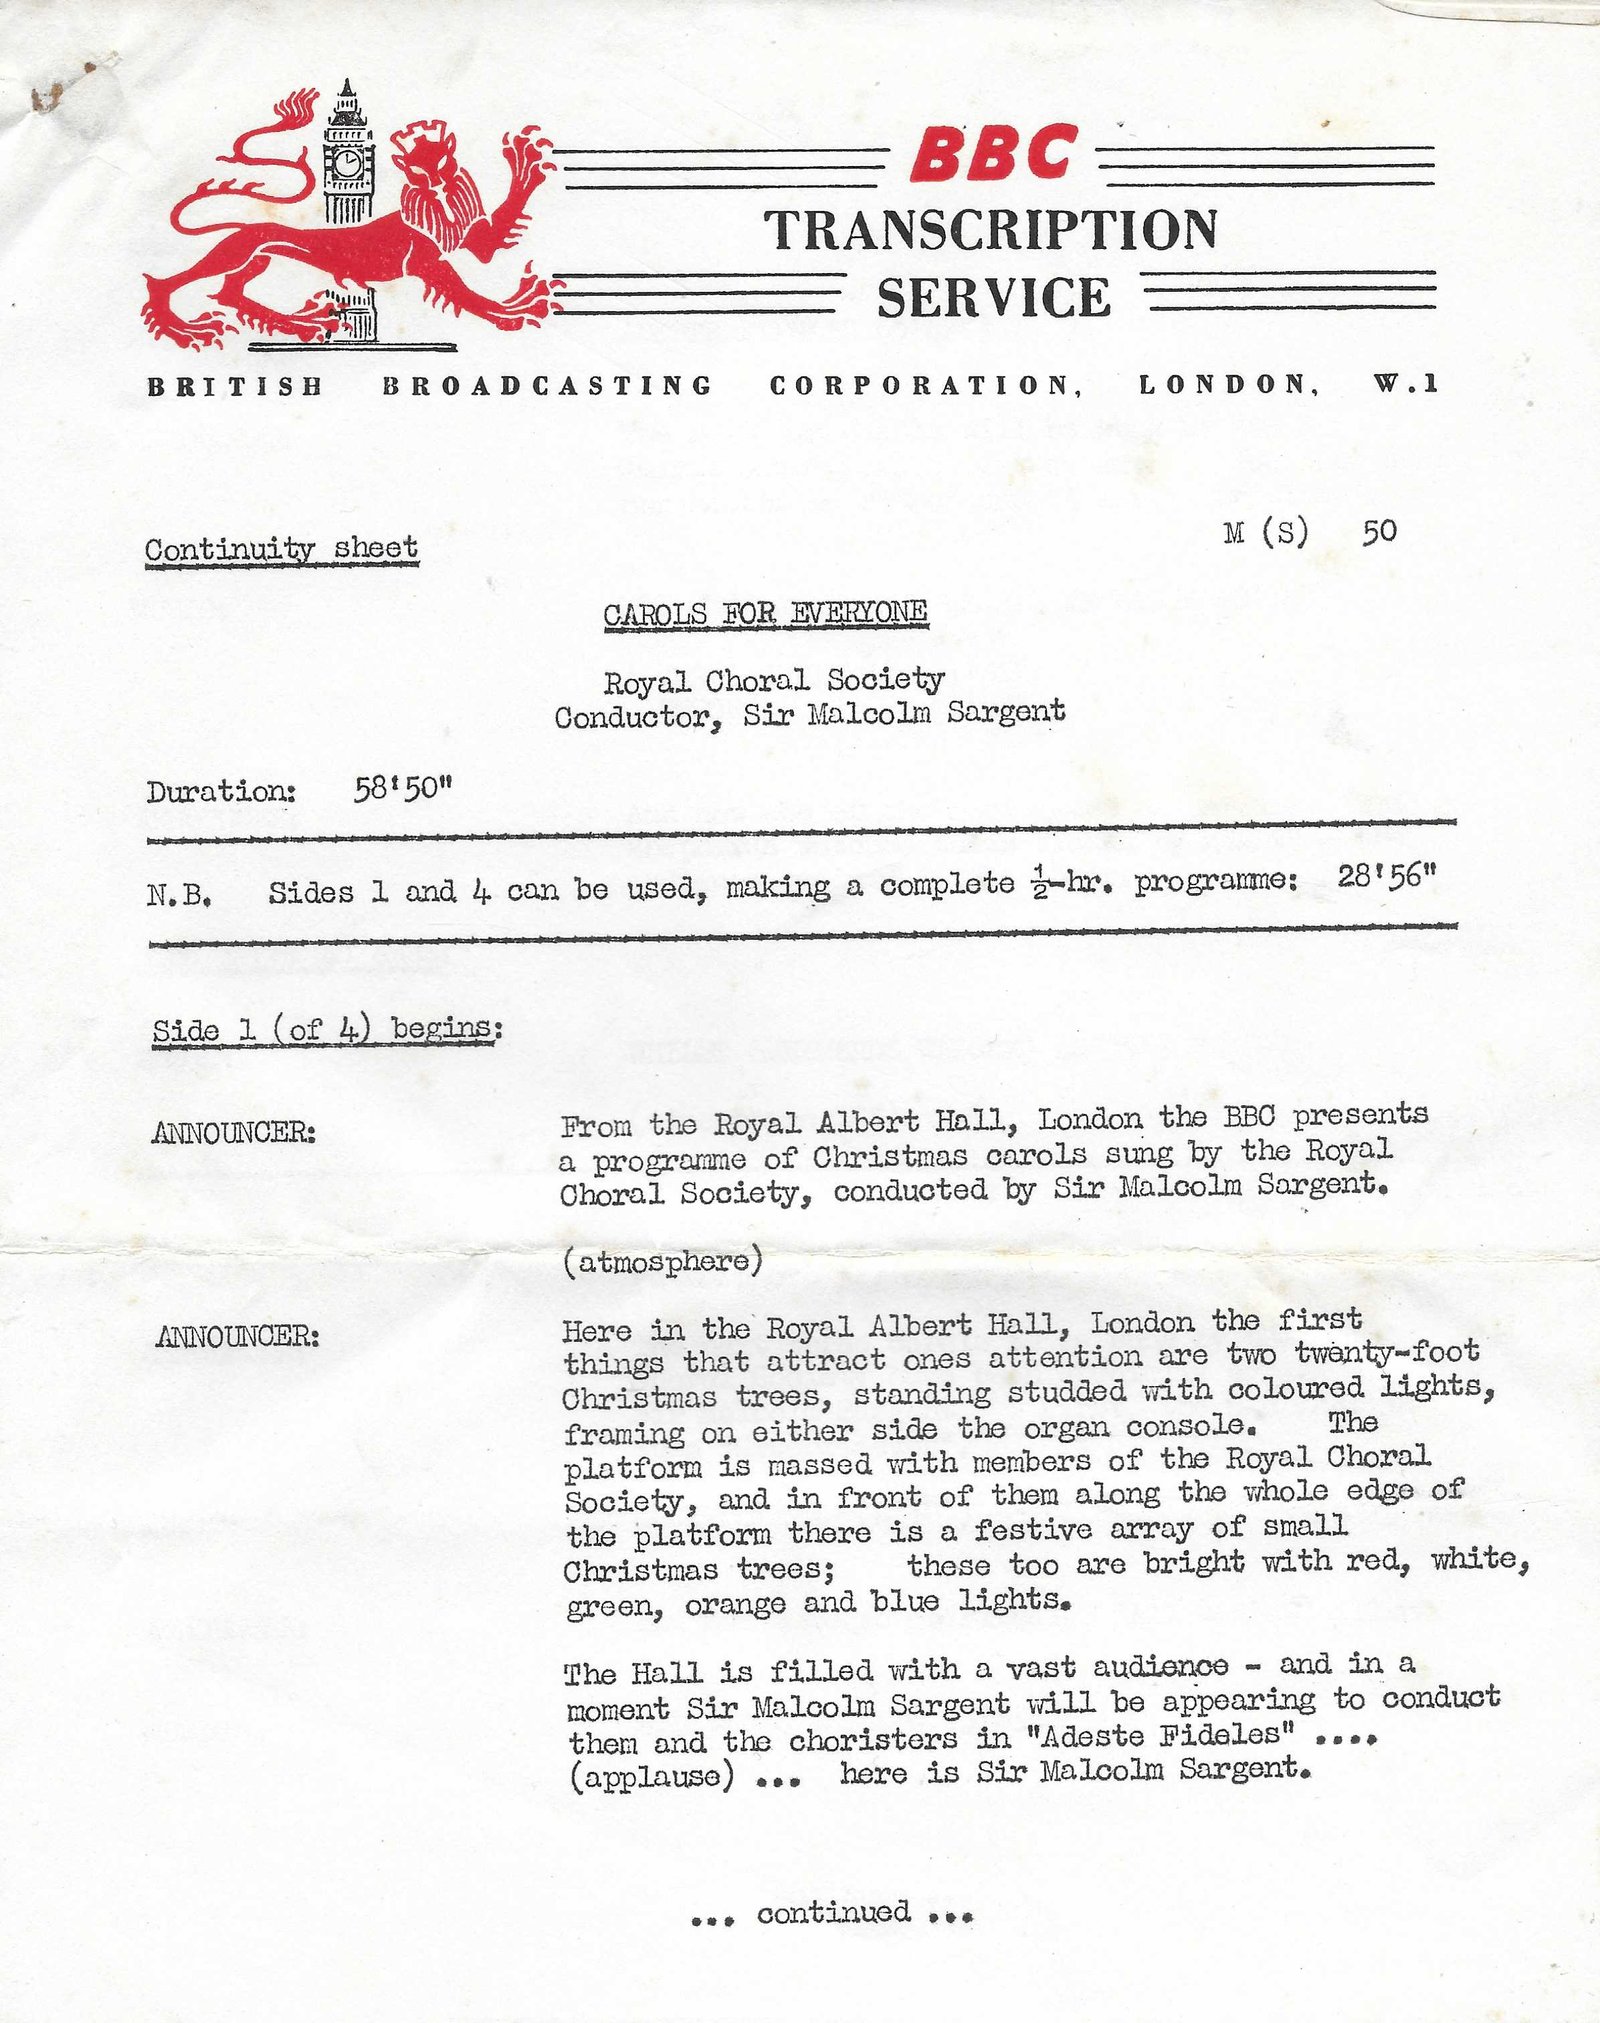 BBC
TRANSCRIPTION
SERVICE
BRITISH BROADCASTING CORPORATION, LONDON, W.1
Continuity sheet
M (S) 50
CAROLS FOR EVERYONE
Royal Choral Society
Conductor, Sir Malcolm Sargent
Duration: 58'50"
N.B. Sides 1 and 4 can be used, making a complete ½-hr. programme: 28'56"
Side 1 (of 4) begins:
ANNOUNCER: From the Royal Albert Hall, London the BBC presents
a programme of Christmas carols sung by the Royal
Choral Society, conducted by Sir Malcolm Sargent.
(atmosphere)
ANNOUNCER: Here in the Royal Albert Hall, London the first
things that attract ones attention are two twenty-foot
Christmas trees, standing studded with coloured lights,
framing on either side the organ console. The
platform is massed with members of the Royal Choral
Society, and in front of them along the whole edge of
the platform there is a festive array of small
Christmas trees; these too are bright with red, white,
green, orange and blue lights.
The Hall is filled with a vast audience - and in a
moment Sir Malcolm Sargent will be appearing to conduct
them and the choristers in "Adeste Fideles" ....
(applause) ... here is Sir Malcolm Sargent.
... continued ...